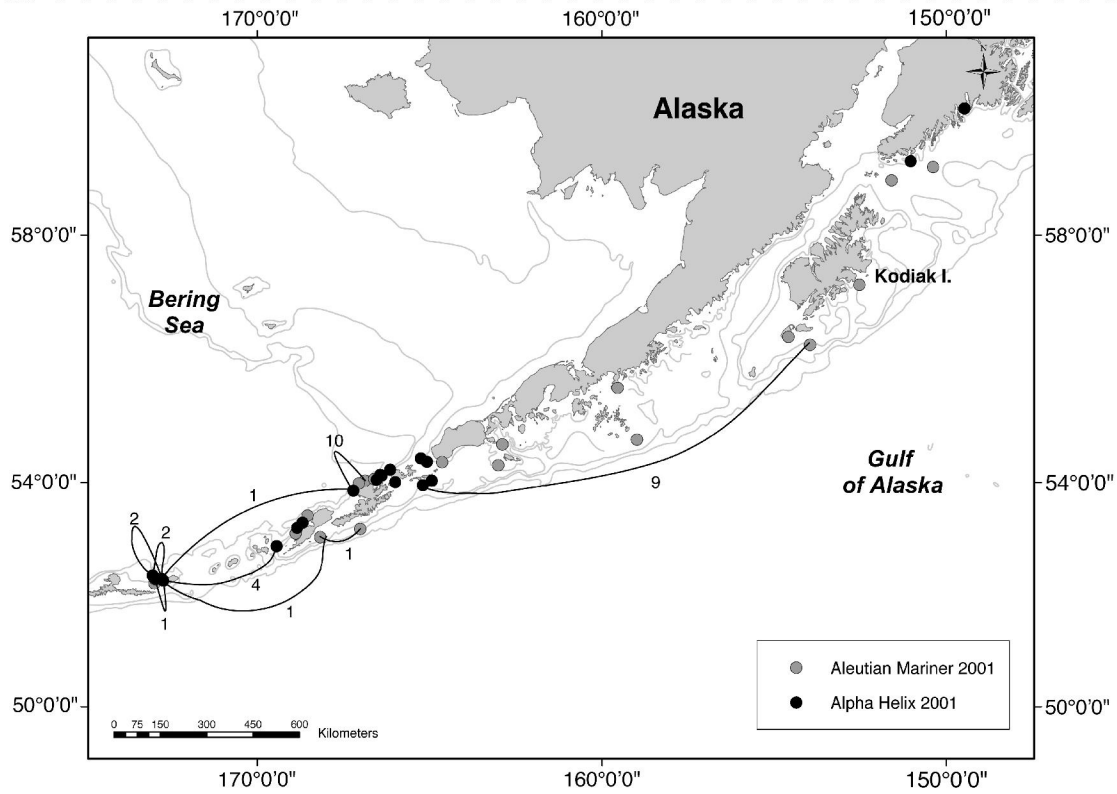 170°0'0" 160°0'0" 150°0'0"
N
Alaska
58°0'0" 58°0'0"
Kodiak I.
Bering
Sea
10
Gulf
of Alaska
54°0'0" 54°0'0"
9
1
2 2
1
4
1
1
Aleutian Mariner 2001
Alpha Helix 2001
50°0'0" 50°0'0"
0 75 150 300 450 600
Kilometers
170°0'0" 160°0'0" 150°0'0"